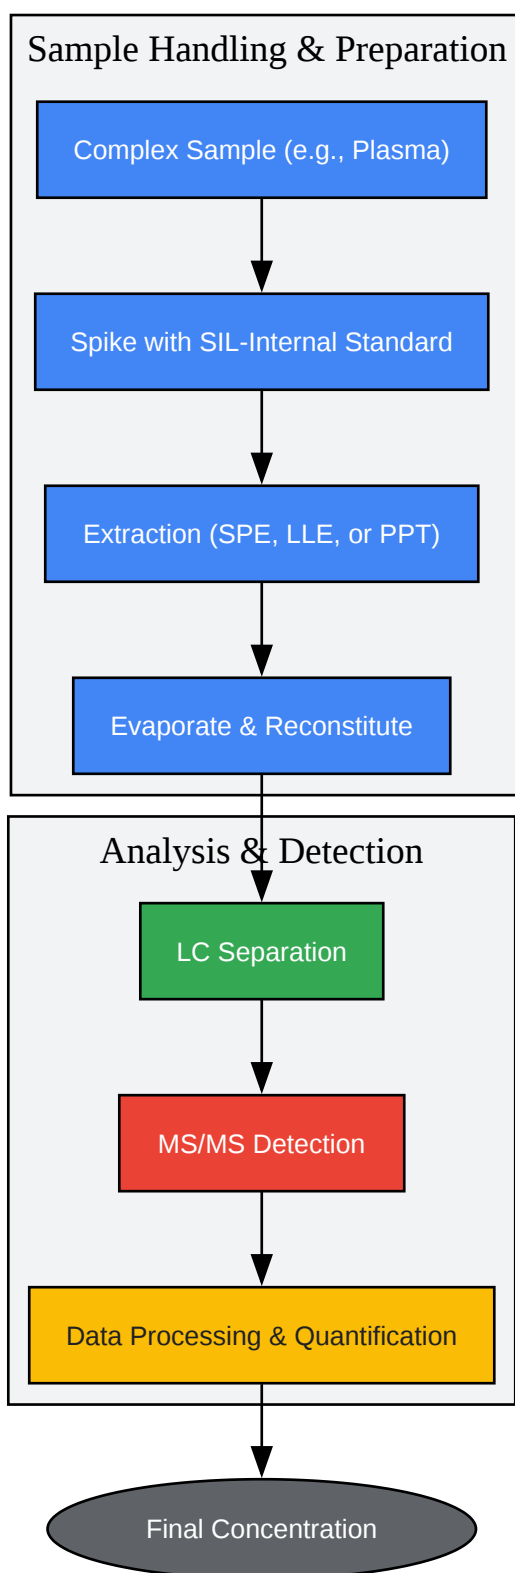 Sample Handling & Preparation
Complex Sample (e.g., Plasma)
Spike with SIL-Internal Standard
Extraction (SPE, LLE, or PPT)
Evaporate & Reconstitute
Analysis & Detection
LC Separation
MS/MS Detection
Data Processing & Quantification
Final Concentration